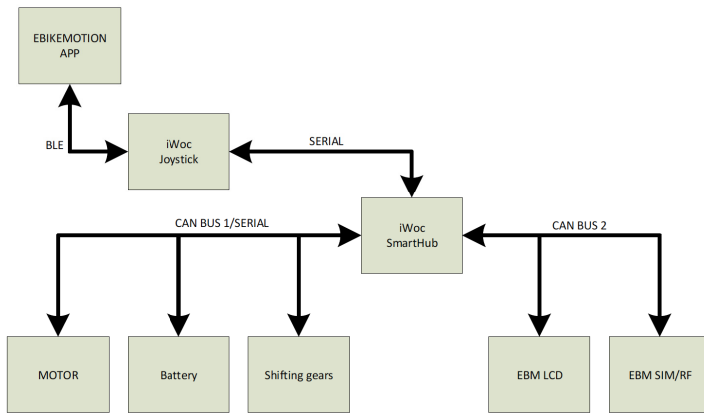 EBIKEMOTION
APP
BLE
iWoc
Joystick
SERIAL
iWoc
SmartHub
CAN BUS 1/SERIAL
CAN BUS 2
MOTOR
Battery
Shifting gears
EBM LCD
EBM SIM/RF